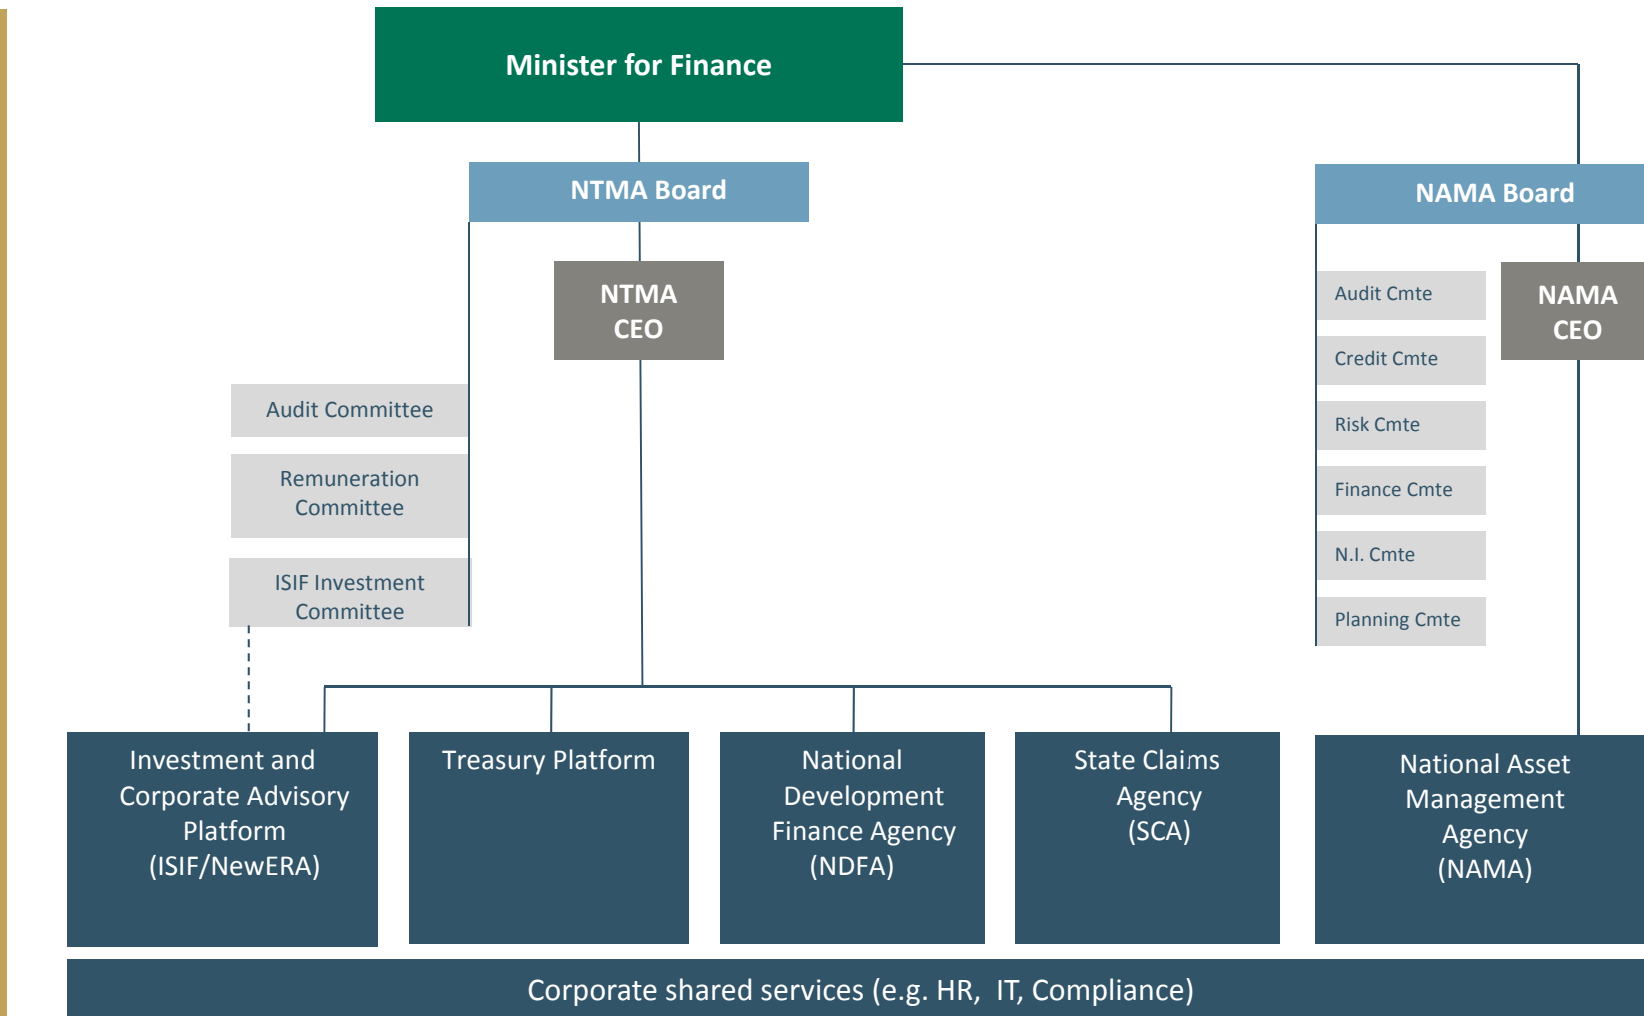 Minister for Finance
NTMA Board
NAMA Board
NTMA
CEO
NAMA
CEO
Audit Committee
Remuneration
Committee
ISIF Investment
Committee
Audit Cmte
Credit Cmte
Risk Cmte
Finance Cmte
N.I. Cmte
Planning Cmte
Investment and
Corporate Advisory
Platform
(ISIF/NewERA)
Treasury Platform
National
Development
Finance Agency
(NDFA)
State Claims
Agency
(SCA)
National Asset
Management
Agency
(NAMA)
Corporate shared services (e.g. HR, IT, Compliance)